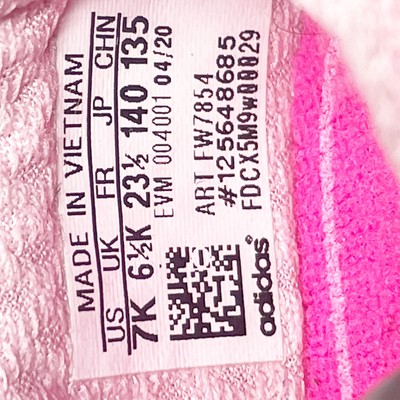 MADE IN VIETNAM
US UK FR JP CHN
7K 6½K 23½ 140 135
EVM 004001 04/20
ART FW7854
#125648685
FDCX5M9W00029
adidas®